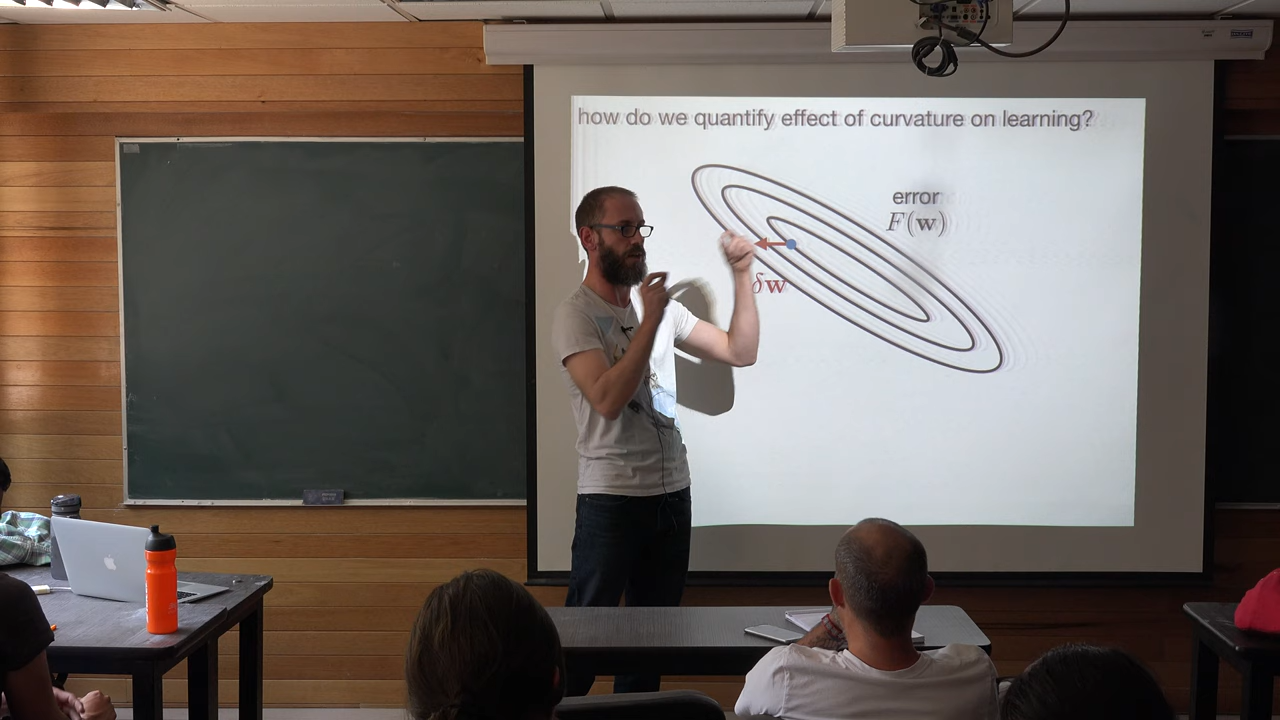 how do we quantify effect of curvature on learning?
error
F(w)
δw